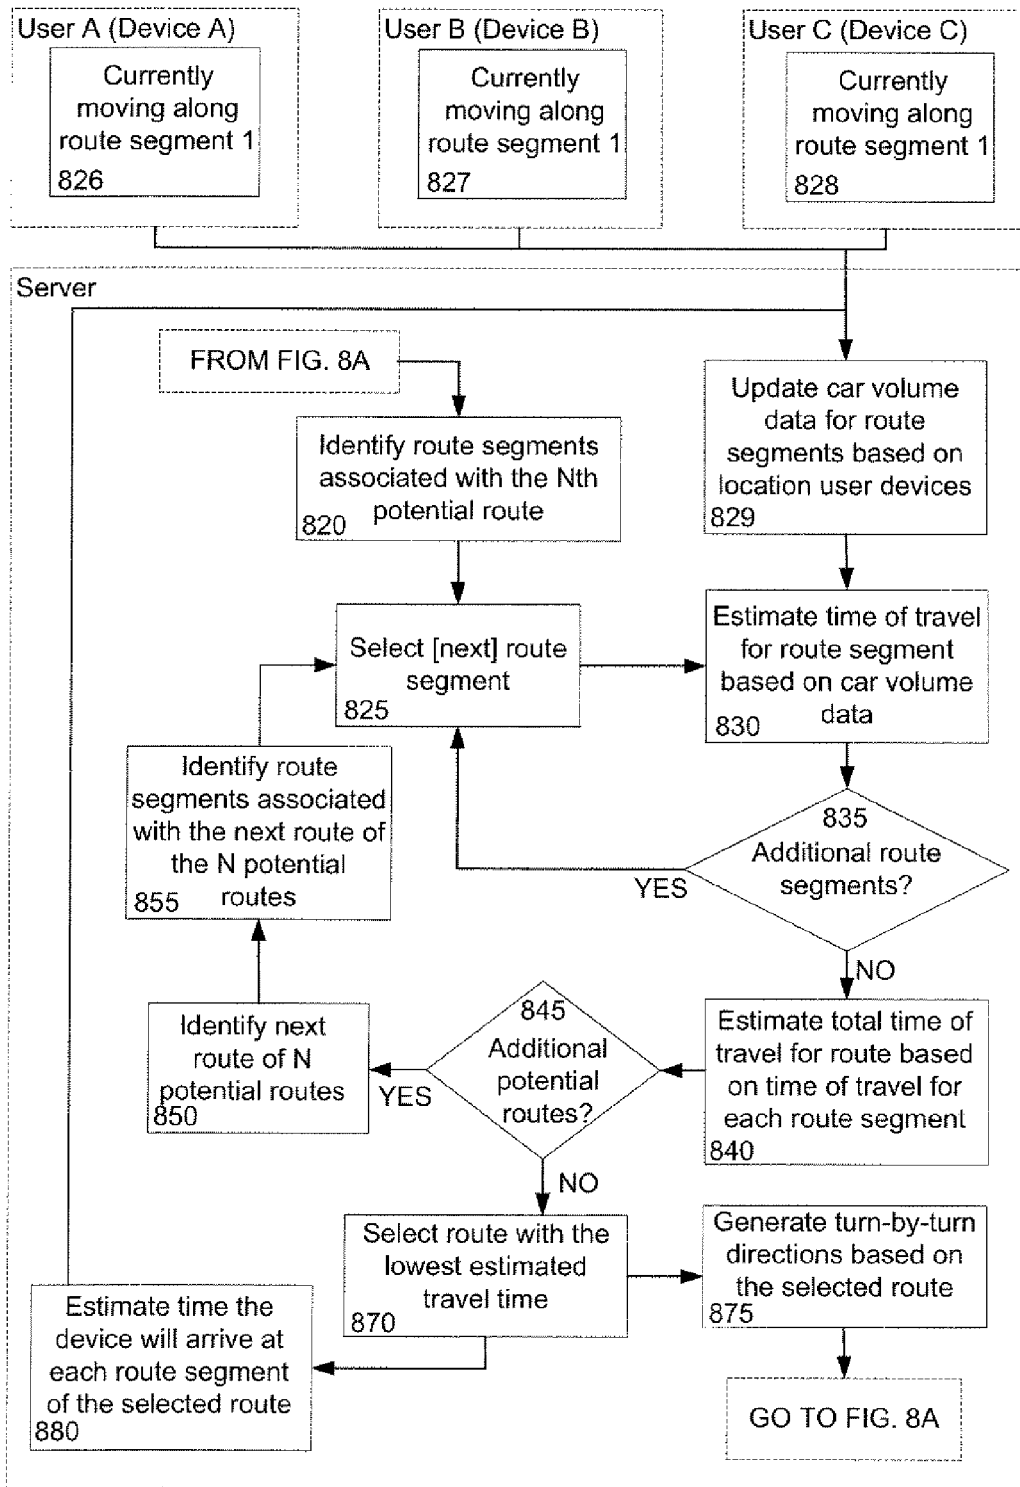 User A (Device A)
Currently
moving along
route segment 1
826
User B (Device B)
Currently
moving along
route segment 1
827
User C (Device C)
Currently
moving along
route segment 1
828
Server
FROM FIG. 8A
Update car volume
data for route
segments based on
location user devices
829
Identify route segments
associated with the Nth
potential route
820
Select [next] route
segment
825
Estimate time of travel
for route segment
based on car volume
data
830
Identify route
segments associated
with the next route of
the N potential
routes
855
835
Additional route
segments?
YES
NO
Identify next
route of N
potential routes
850
YES
845
Additional
potential
routes?
NO
Estimate total time of
travel for route based
on time of travel for
each route segment
840
Select route with the
lowest estimated
travel time
870
Generate turn-by-turn
directions based on
the selected route
875
Estimate time the
device will arrive at
each route segment
of the selected route
880
GO TO FIG. 8A